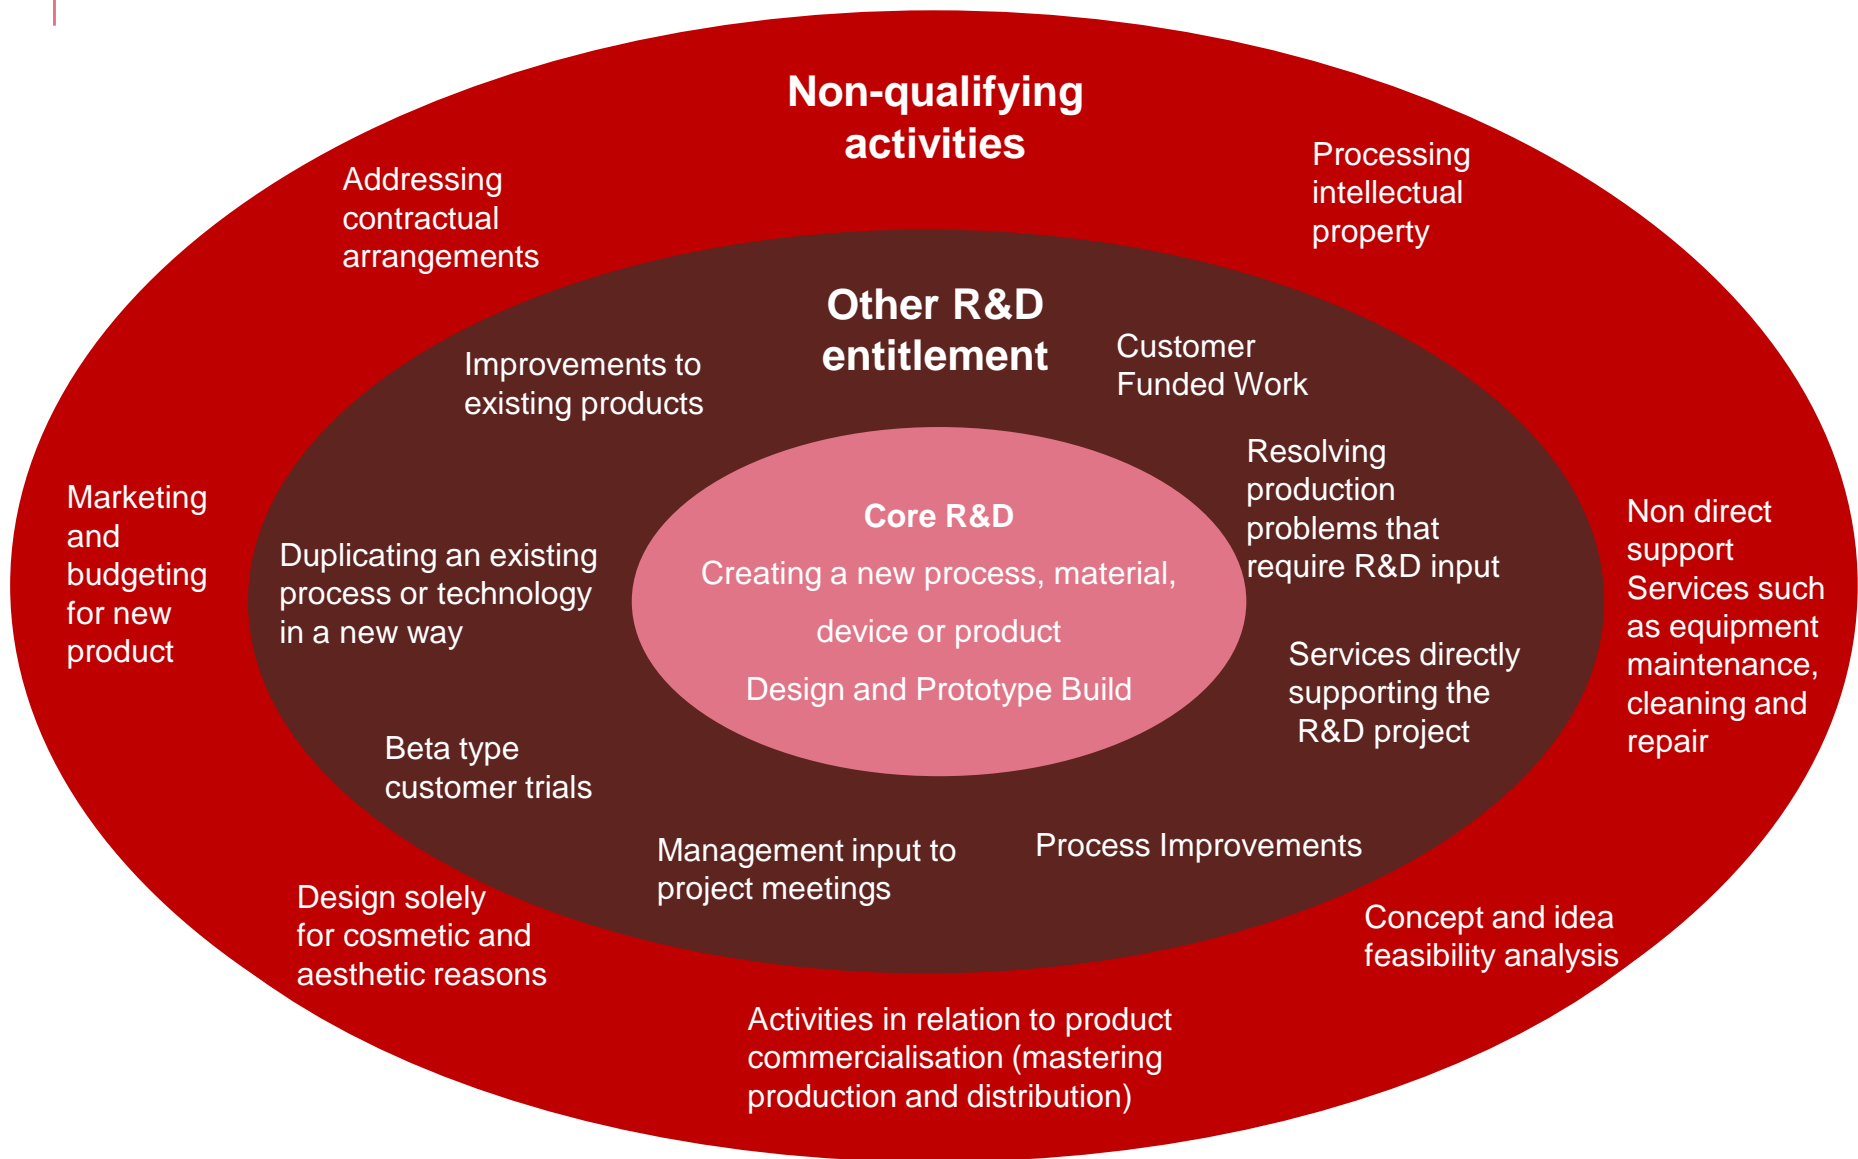 Non-qualifying
activities
Addressing
contractual
arrangements
Processing
intellectual
property
Other R&D
entitlement
Improvements to
existing products
Customer
Funded Work
Resolving
production
problems that
require R&D input
Marketing
and
budgeting
for new
product
Duplicating an existing
process or technology
in a new way
Core R&D
Creating a new process, material,
device or product
Design and Prototype Build
Non direct
support
Services such
as equipment
maintenance,
cleaning and
repair
Services directly
supporting the
R&D project
Beta type
customer trials
Management input to
project meetings
Process Improvements
Design solely
for cosmetic and
aesthetic reasons
Concept and idea
feasibility analysis
Activities in relation to product
commercialisation (mastering
production and distribution)